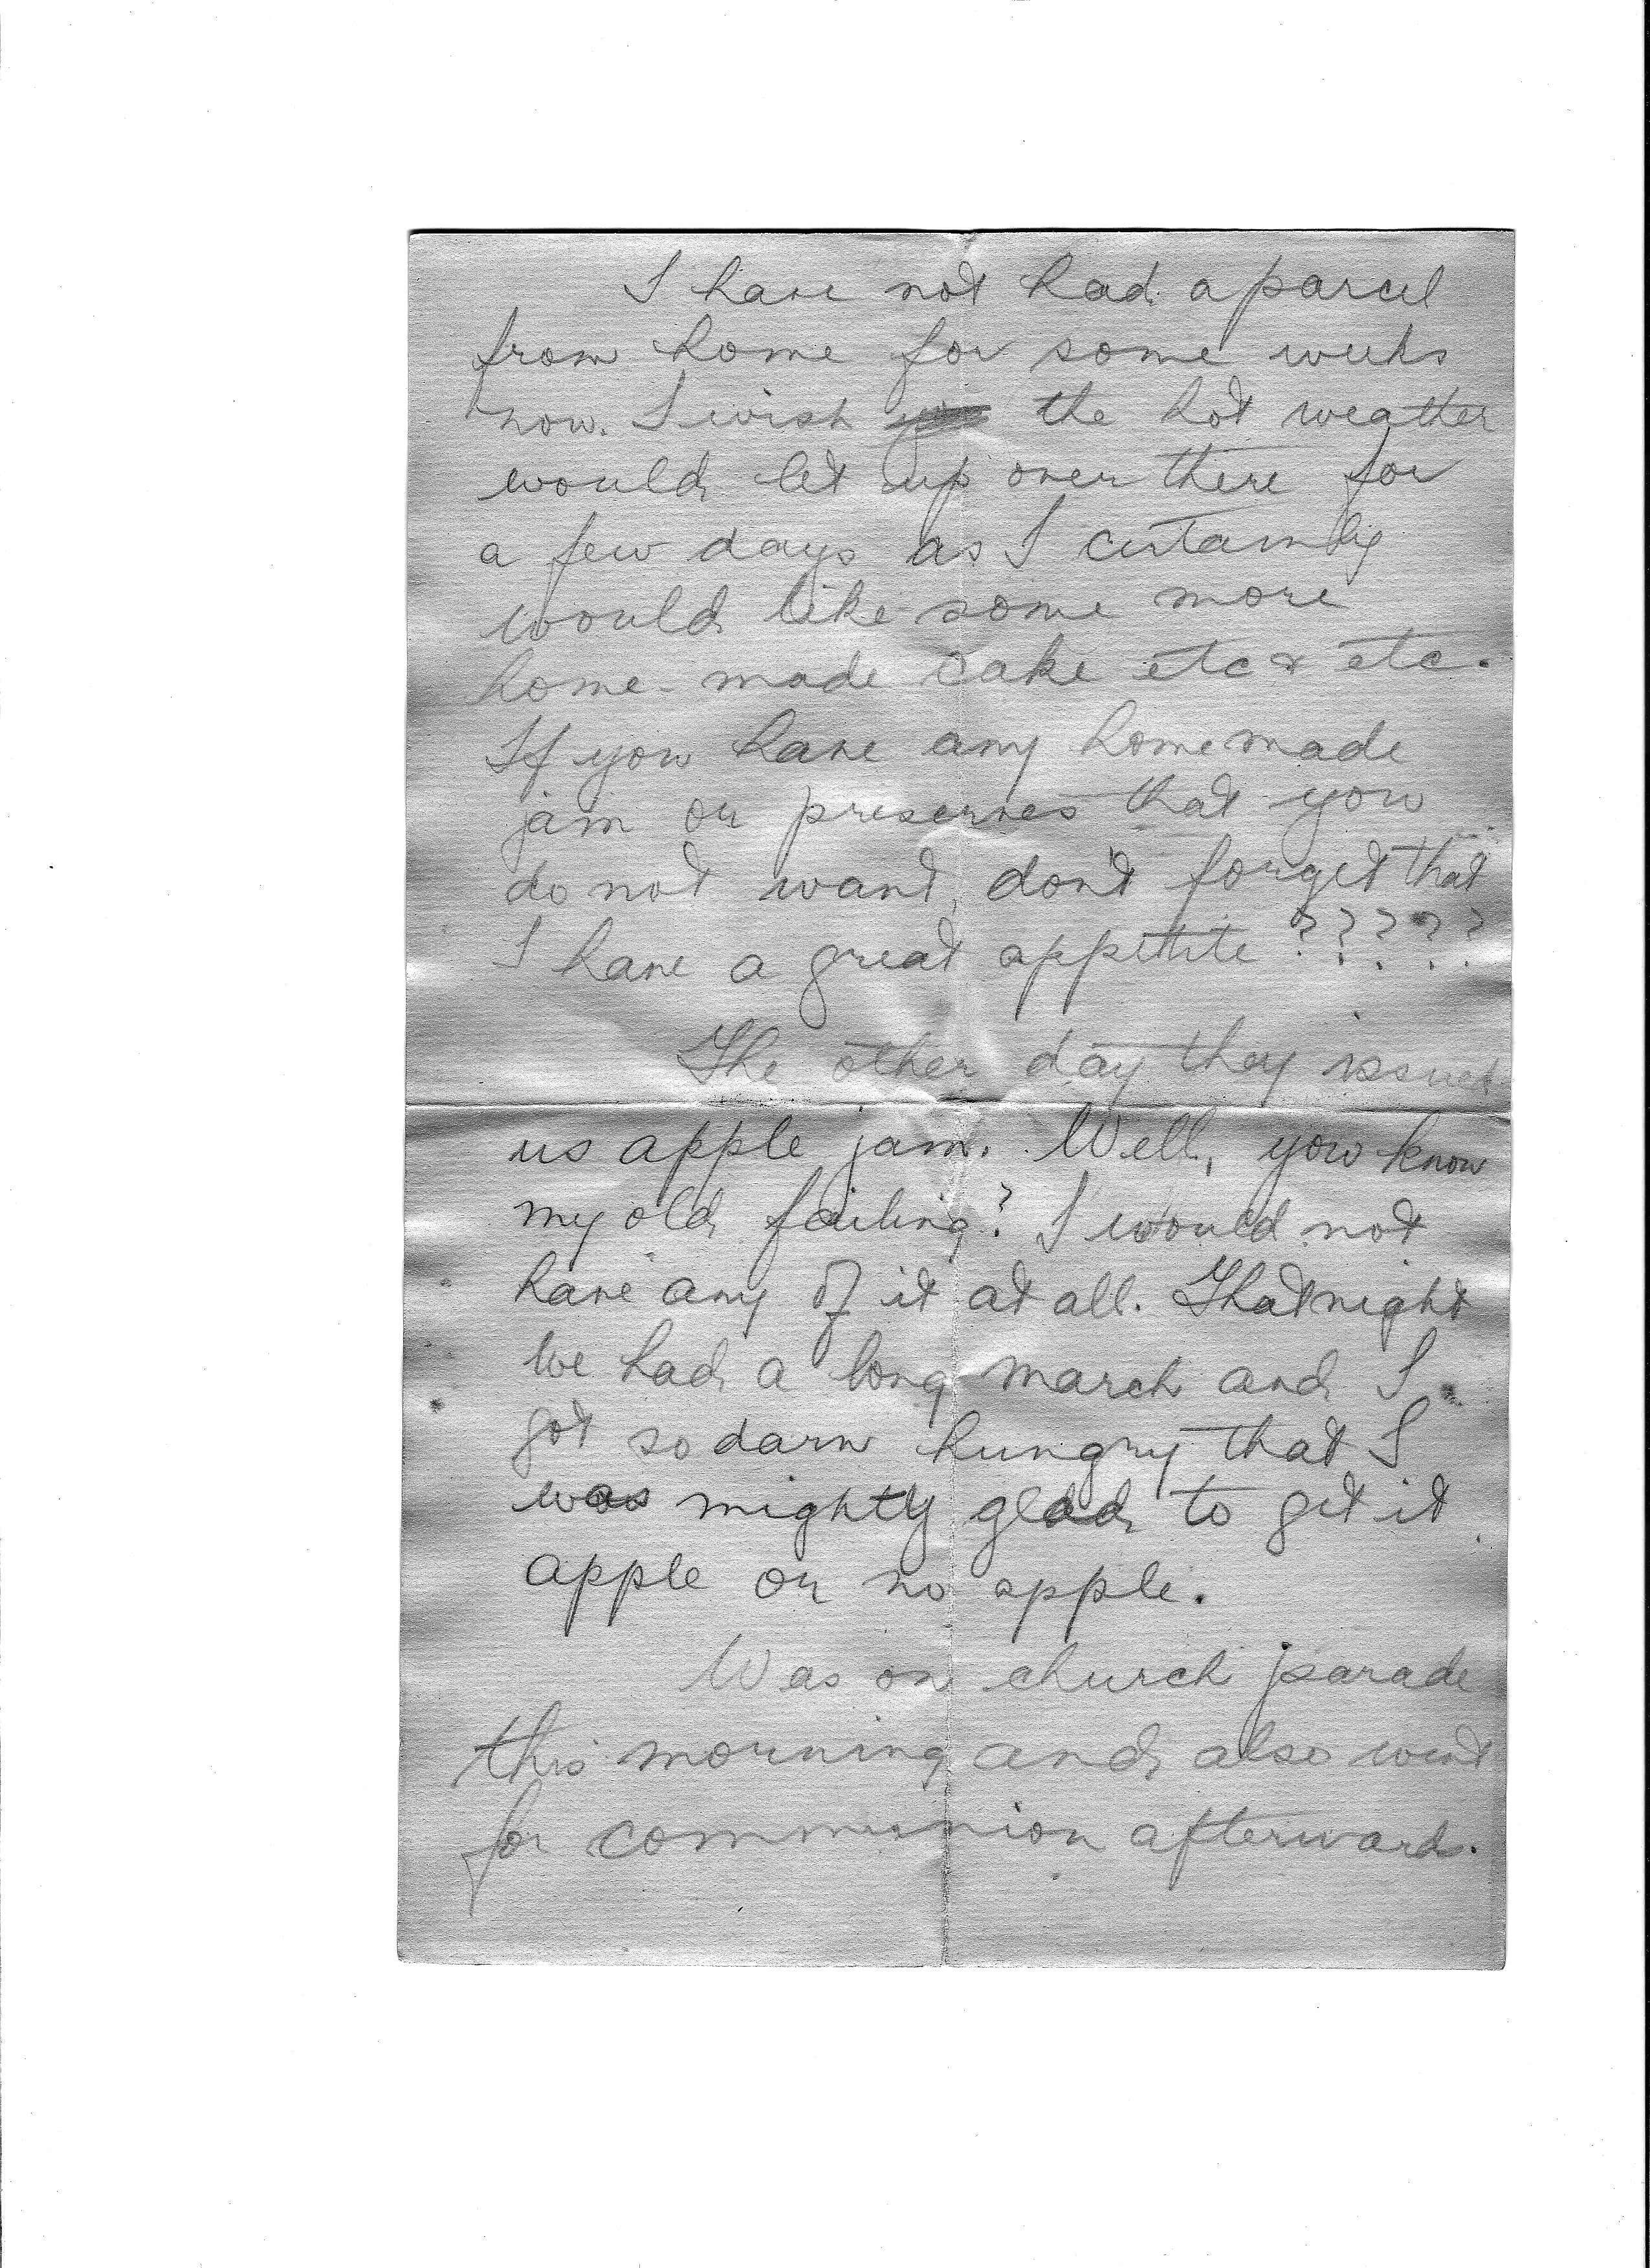 I have not had a parcel
from home for some weeks
now. I wish the hot weather
would let up over there for
a few days as I certainly
would like some more
home-made cake etc & etc.
If you have any homemade
jam or preserves that you
do not want, don't forget that
I have a great appetite ?????
The other day they issued
us apple jam. Well, you know
my old failing? I would not
have any of it at all. That night
we had a long march and I
got so darn hungry that I
was mighty glad to get it
apple or no apple.
Was on church parade
this morning and also went
for communion afterward.